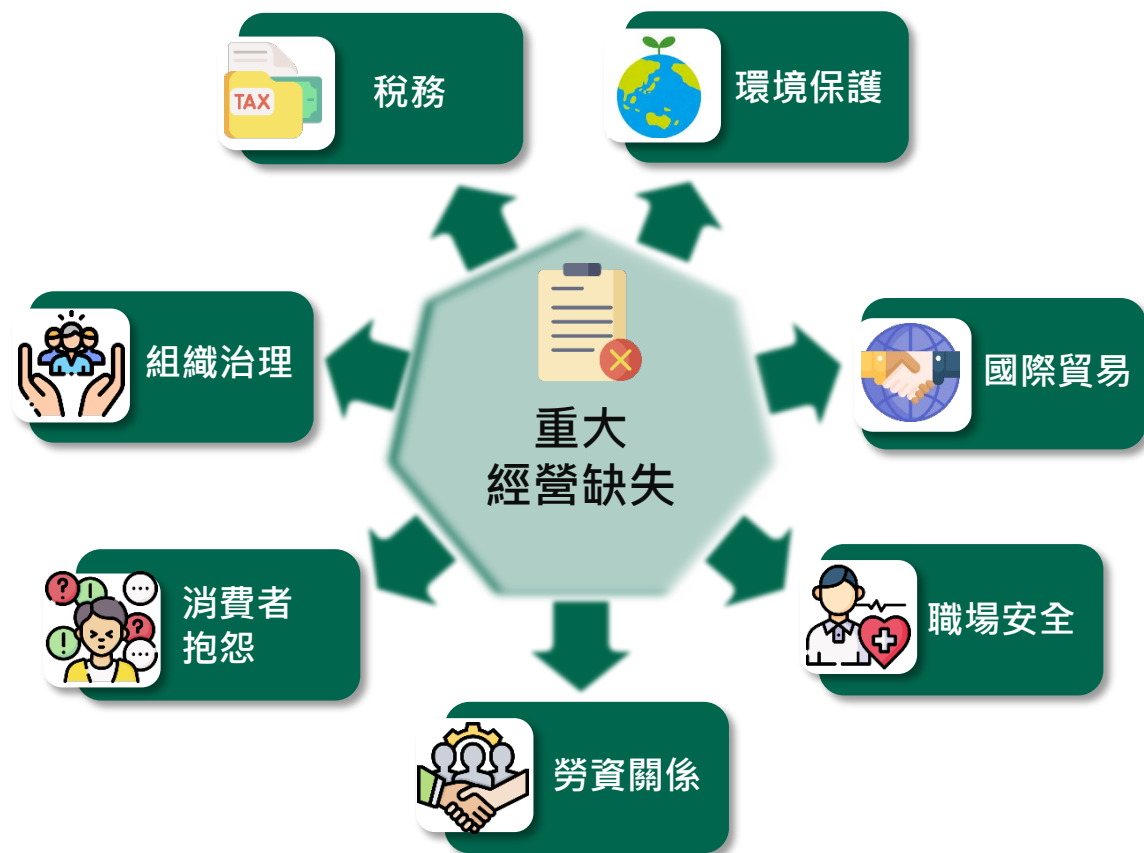 TAX
稅務
環境保護
組織治理
國際貿易
重大
經營缺失
消費者
抱怨
職場安全
勞資關係